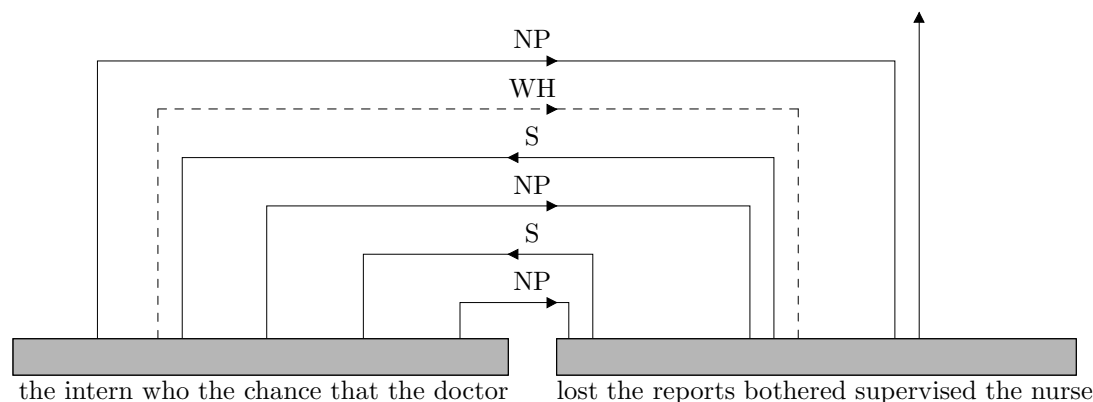 NP
WH
S
NP
S
NP
the intern who the chance that the doctor lost the reports bothered supervised the nurse